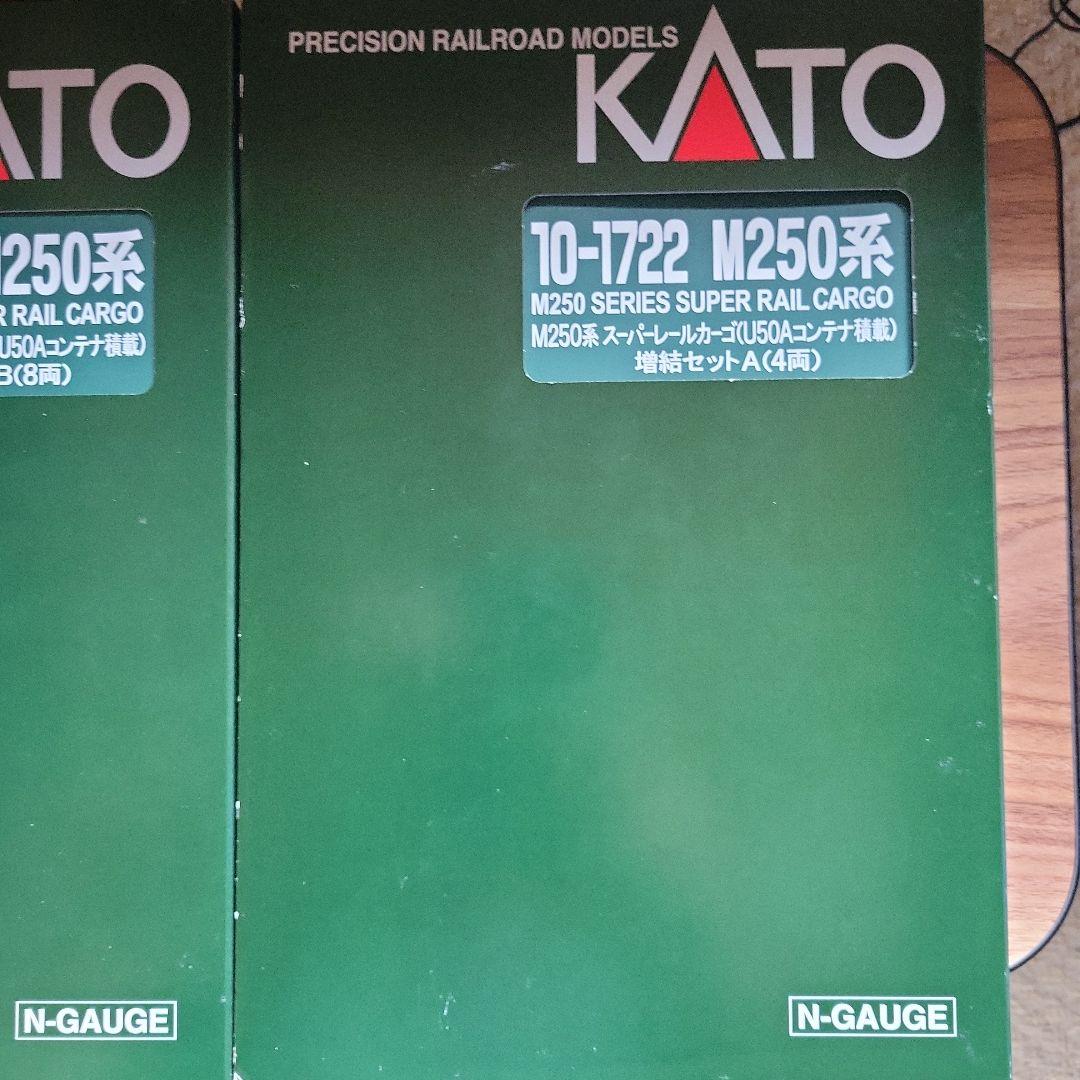 ATO
M250系
R RAIL CARGO
(U50Aコンテナ積載)
B(8両)
N-GAUGE
PRECISION RAILROAD MODELS
KATO
10-1722 M250系
M250 SERIES SUPER RAIL CARGO
M250系 スーパーレールカーゴ(U50Aコンテナ積載)
増結セットA(4両)
N-GAUGE